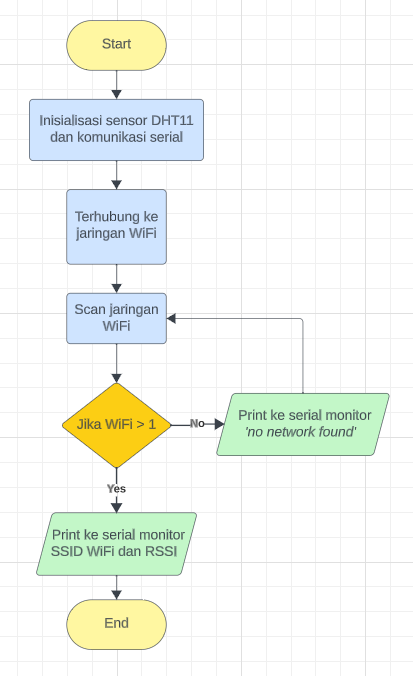 Start
Inisialisasi sensor DHT11
dan komunikasi serial
Terhubung ke
jaringan WiFi
Scan jaringan
WiFi
Jika WiFi > 1
No
Print ke serial monitor
'no network found'
Yes
Print ke serial monitor
SSID WiFi dan RSSI
End